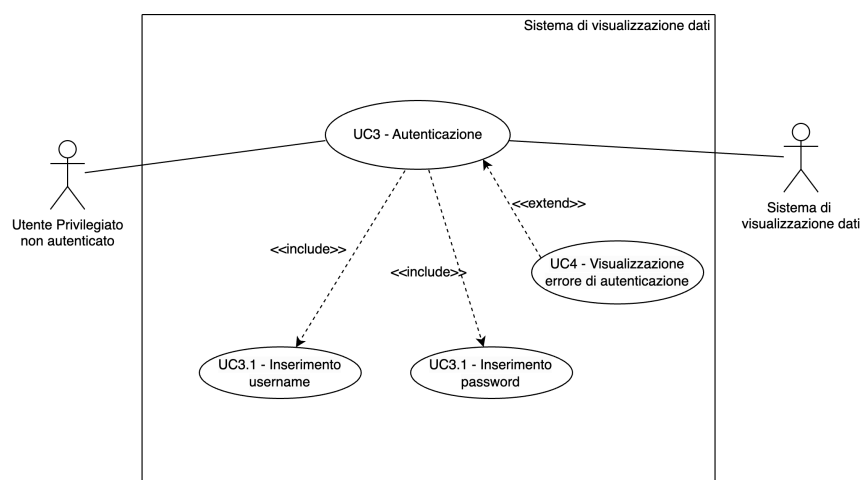 Sistema di visualizzazione dati
UC3 - Autenticazione
Utente Privilegiato
non autenticato
Sistema di
visualizzazione dati
<<extend>>
<<include>>
<<include>>
UC4 - Visualizzazione
errore di autenticazione
UC3.1 - Inserimento
username
UC3.1 - Inserimento
password